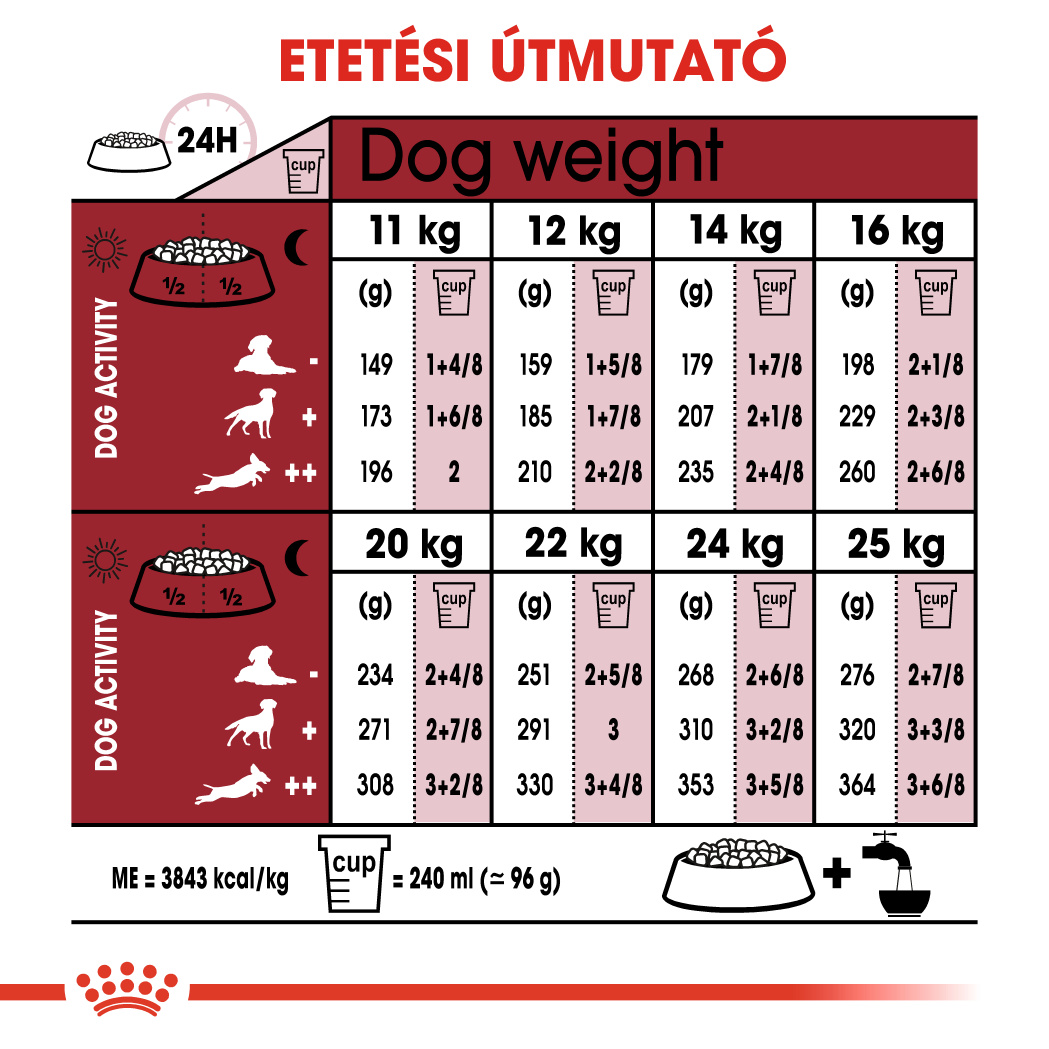 ETETÉSI ÚTMUTATÓ
24H
cup
Dog weight
11 kg 12 kg 14 kg 16 kg
½ ½
DOG ACTIVITY
(g) cup (g) cup (g) cup (g) cup
- 149 1+4/8 159 1+5/8 179 1+7/8 198 2+1/8
+ 173 1+6/8 185 1+7/8 207 2+1/8 229 2+3/8
++ 196 2 210 2+2/8 235 2+4/8 260 2+6/8
20 kg 22 kg 24 kg 25 kg
½ ½
DOG ACTIVITY
(g) cup (g) cup (g) cup (g) cup
- 234 2+4/8 251 2+5/8 268 2+6/8 276 2+7/8
+ 271 2+7/8 291 3 310 3+2/8 320 3+3/8
++ 308 3+2/8 330 3+4/8 353 3+5/8 364 3+6/8
ME = 3843 kcal/kg cup = 240 ml (≃ 96 g) +